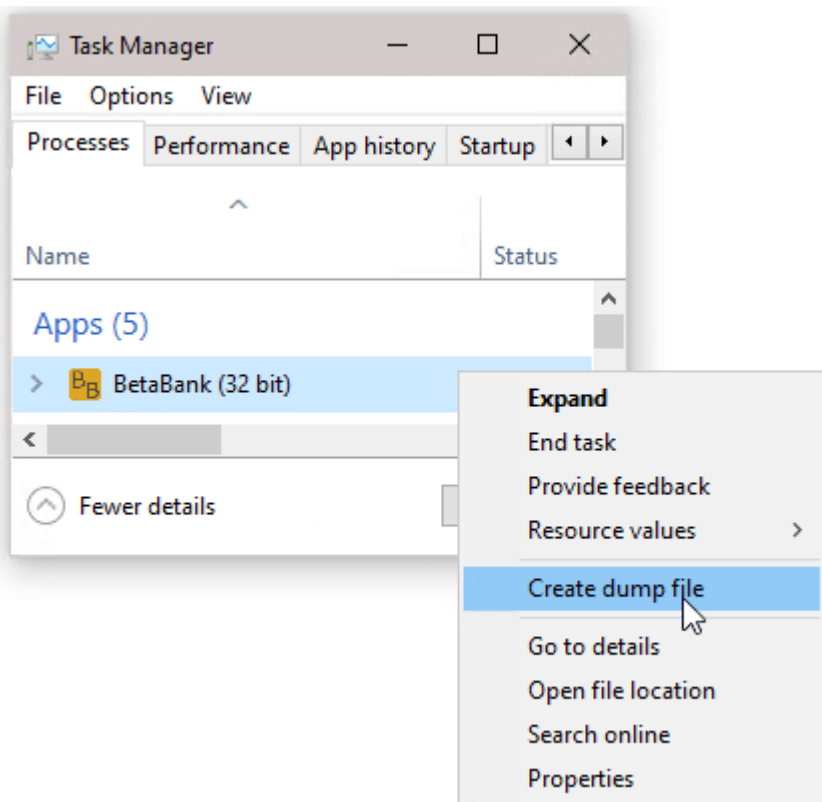 Task Manager
File Options View
Processes Performance App history Startup
Name Status
Apps (5)
BB BetaBank (32 bit)
Fewer details
Expand
End task
Provide feedback
Resource values
Create dump file
Go to details
Open file location
Search online
Properties